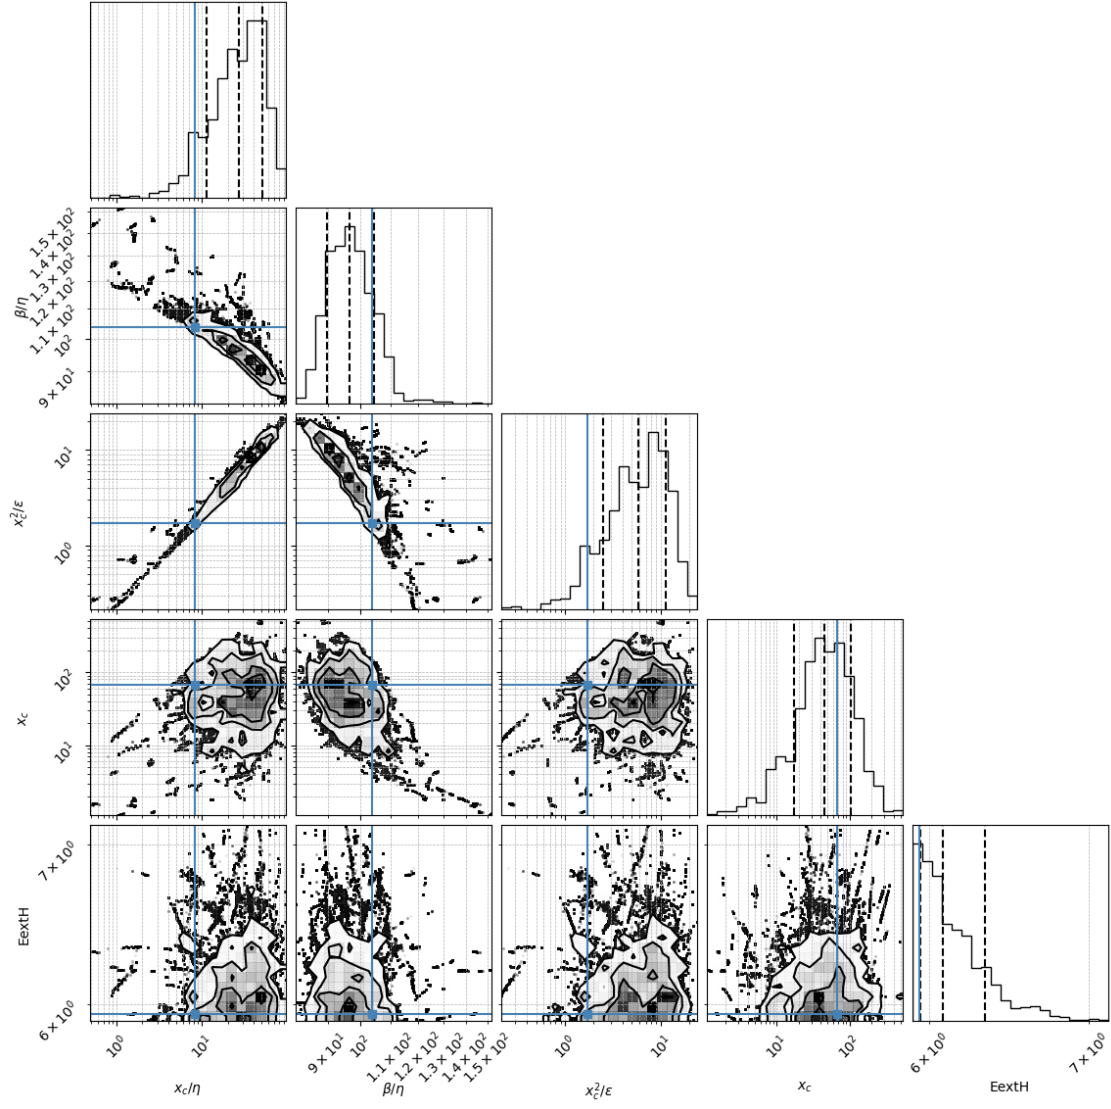 1.5 × 10²
1.4 × 10²
1.3 × 10²
1.2 × 10²
1.1 × 10²
10²
9 × 10¹
β/η
10¹
10⁰
x_c²/ε
10²
10¹
x_c
7 × 10⁰
6 × 10⁰
EextH
10⁰ 10¹
9 × 10¹ 10² 1.1 × 10² 1.2 × 10² 1.3 × 10² 1.4 × 10² 1.5 × 10²
10⁰ 10¹
10¹ 10²
6 × 10⁰ 7 × 10⁰
x_c/η β/η x_c²/ε x_c EextH